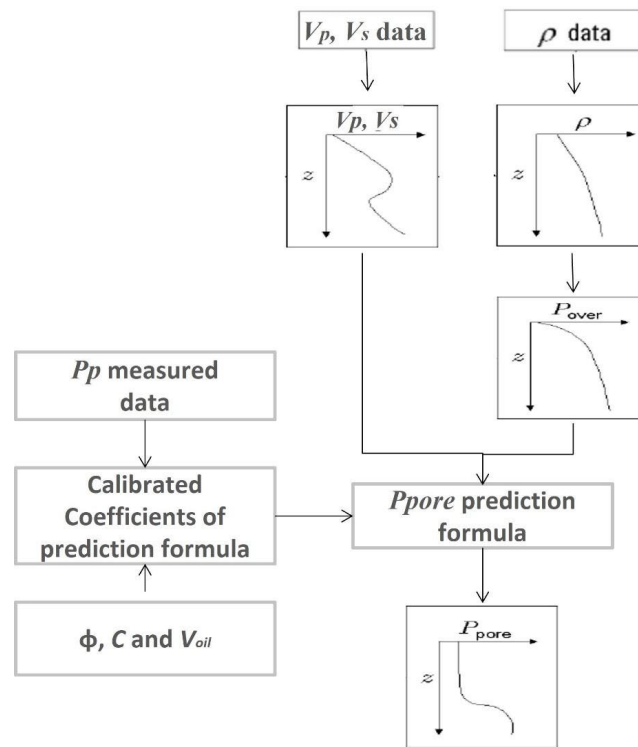 Vp, Vs data
ρ data
Vp, Vs
z
ρ
z
Pover
z
Pp measured
data
Calibrated
Coefficients of
prediction formula
Ppore prediction
formula
ϕ, C and Voil
Ppore
z